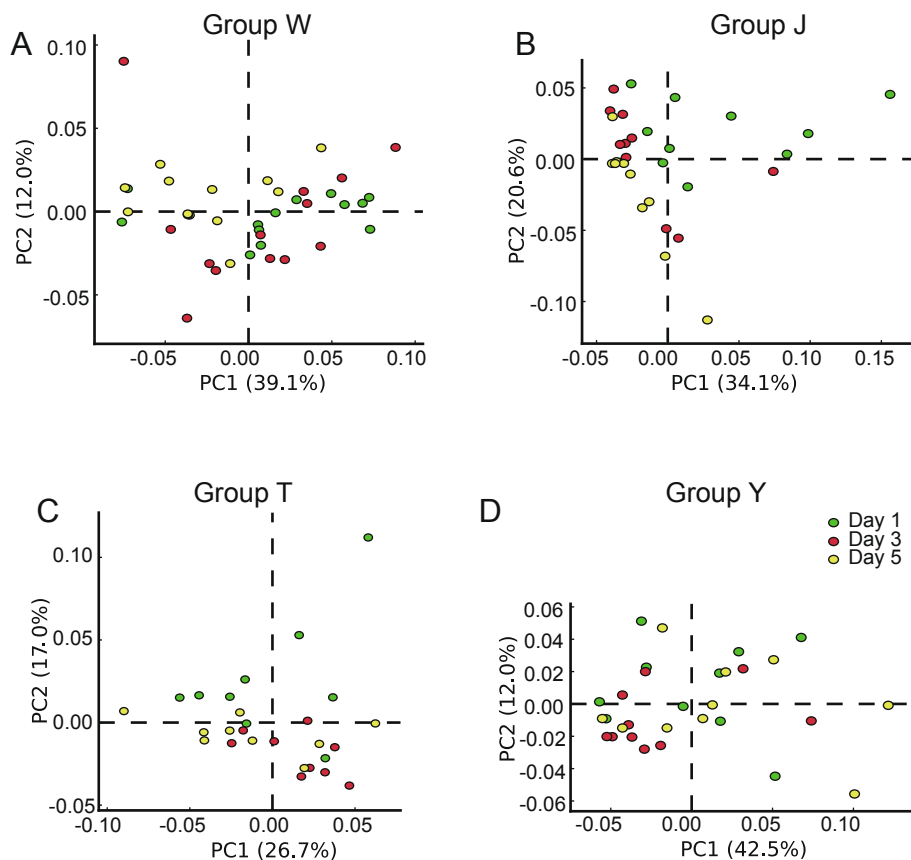 A
Group W
0.10
0.05
0.00
-0.05
PC2 (12.0%)
-0.05
0.00
0.05
0.10
PC1 (39.1%)
B
Group J
0.05
0.00
-0.05
-0.10
PC2 (20.6%)
-0.05
0.00
0.05
0.10
0.15
PC1 (34.1%)
C
Group T
0.10
0.05
0.00
-0.05
PC2 (17.0%)
-0.10
-0.05
0.00
0.05
PC1 (26.7%)
D
Group Y
Day 1
Day 3
Day 5
0.06
0.04
0.02
0.00
-0.02
-0.04
-0.06
PC2 (12.0%)
-0.05
0.00
0.05
0.10
PC1 (42.5%)